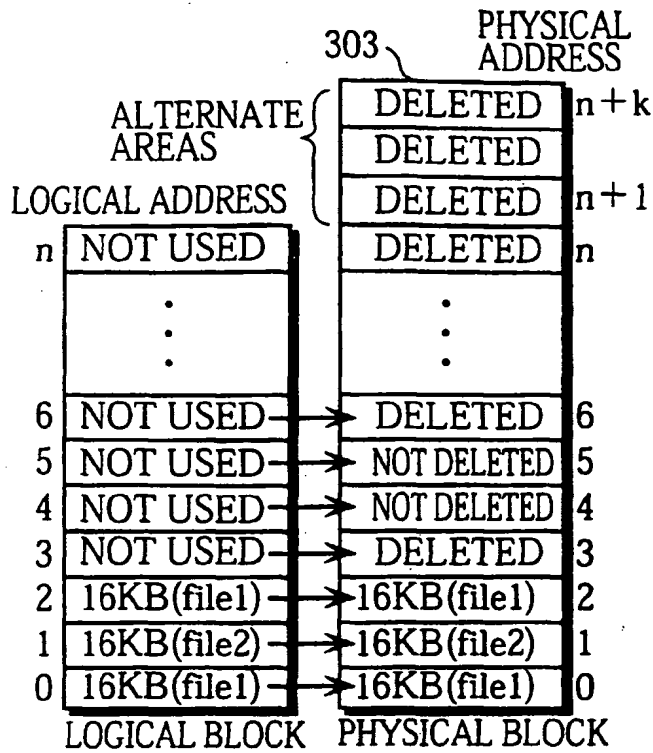 PHYSICAL
ADDRESS
303
ALTERNATE
AREAS
DELETED n+k
DELETED
DELETED n+1
LOGICAL ADDRESS
n NOT USED DELETED n
6 NOT USED DELETED 6
5 NOT USED NOT DELETED 5
4 NOT USED NOT DELETED 4
3 NOT USED DELETED 3
2 16KB(file1) 16KB(file1) 2
1 16KB(file2) 16KB(file2) 1
0 16KB(file1) 16KB(file1) 0
LOGICAL BLOCK PHYSICAL BLOCK